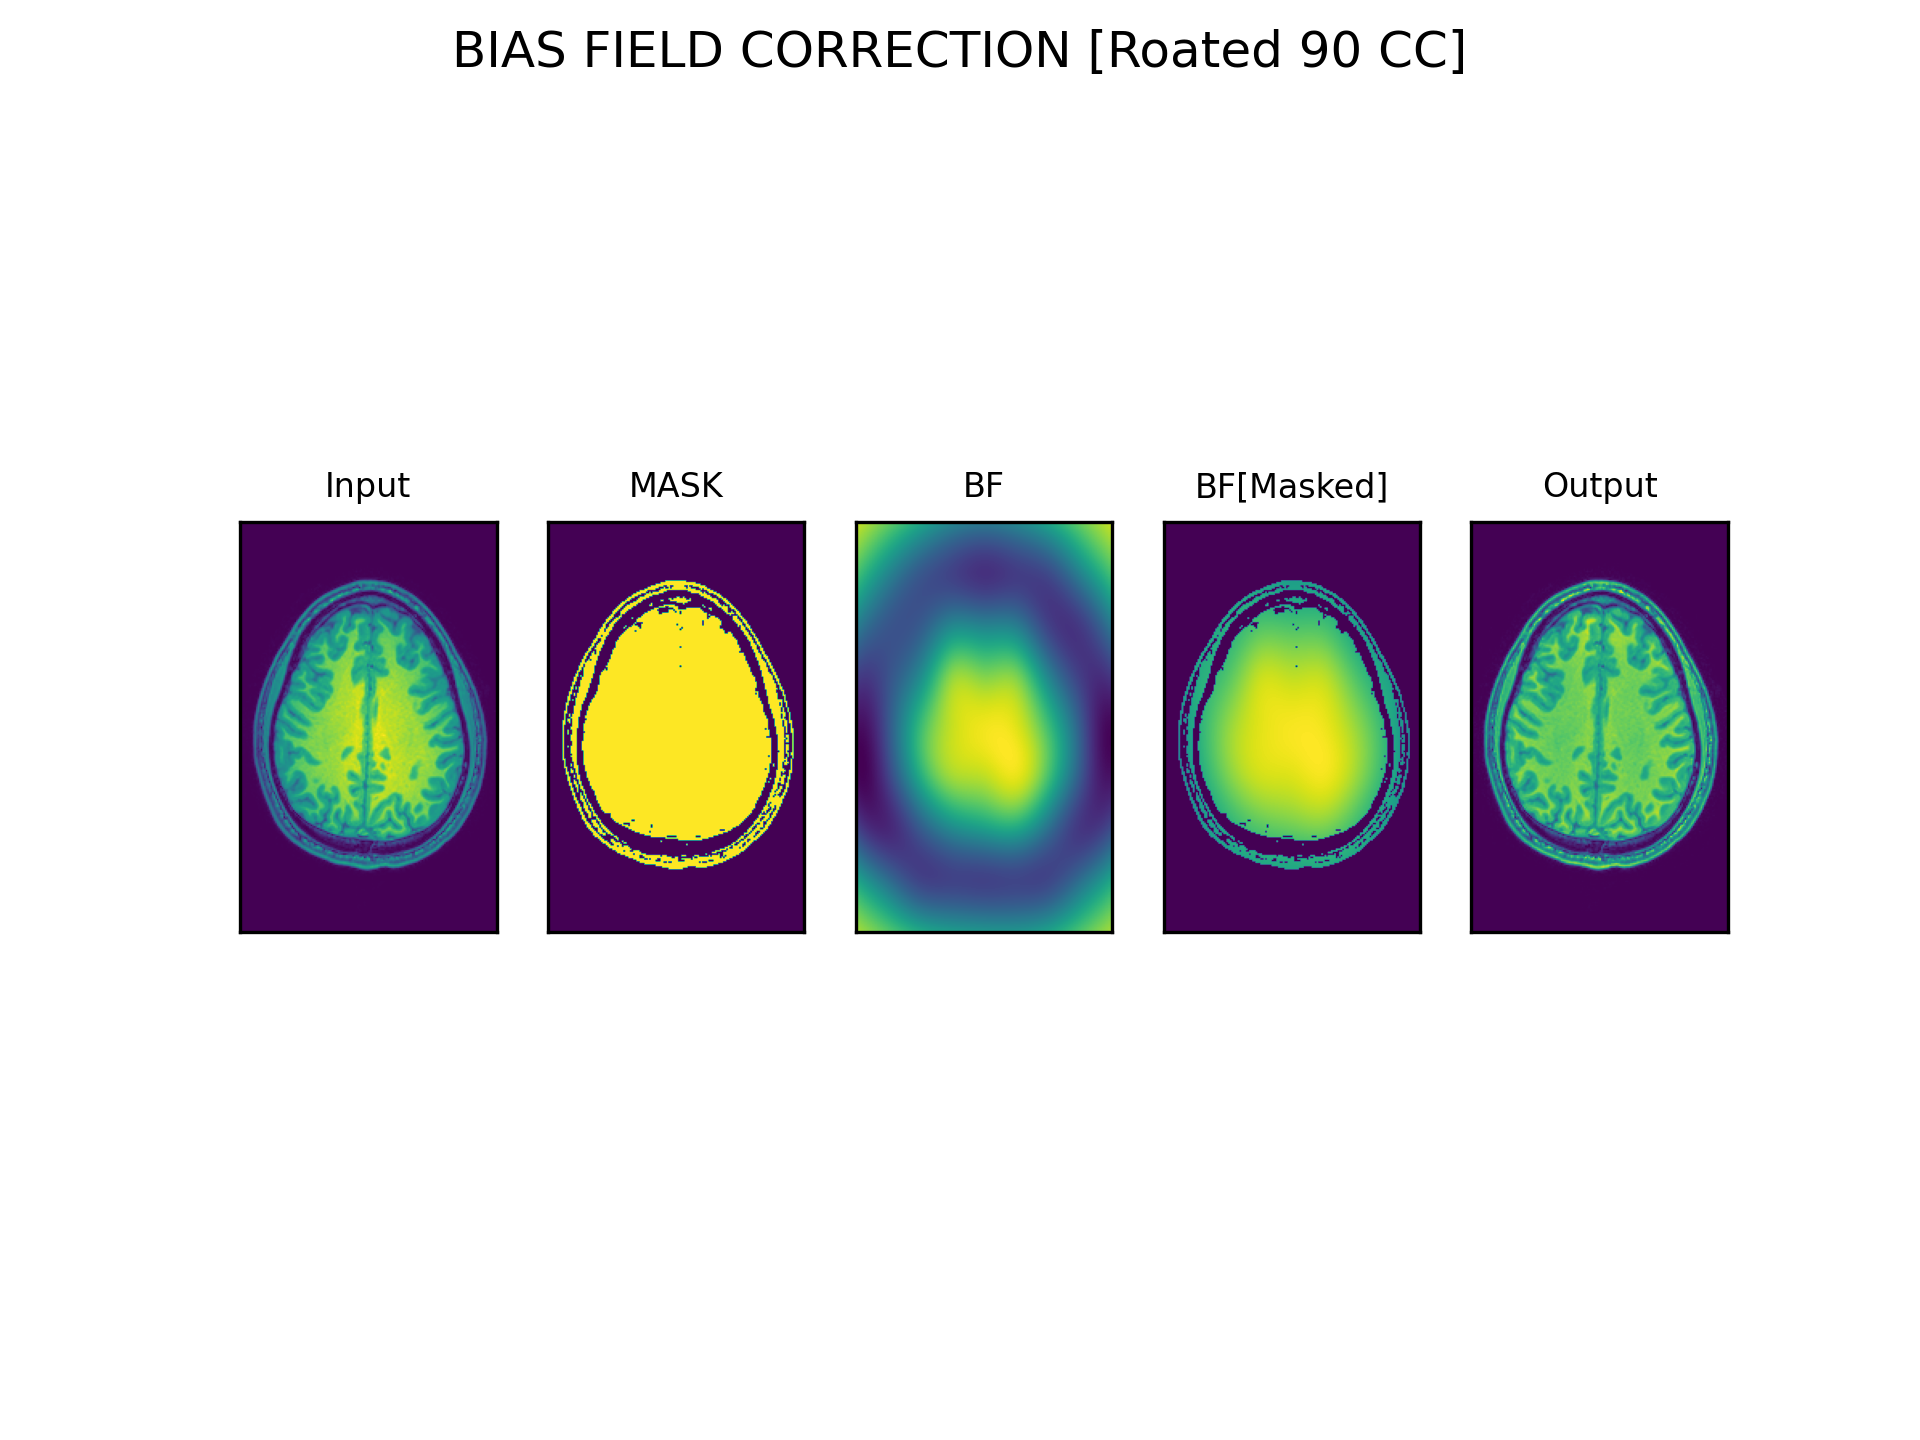 BIAS FIELD CORRECTION [Roated 90 CC]
Input
MASK
BF
BF[Masked]
Output